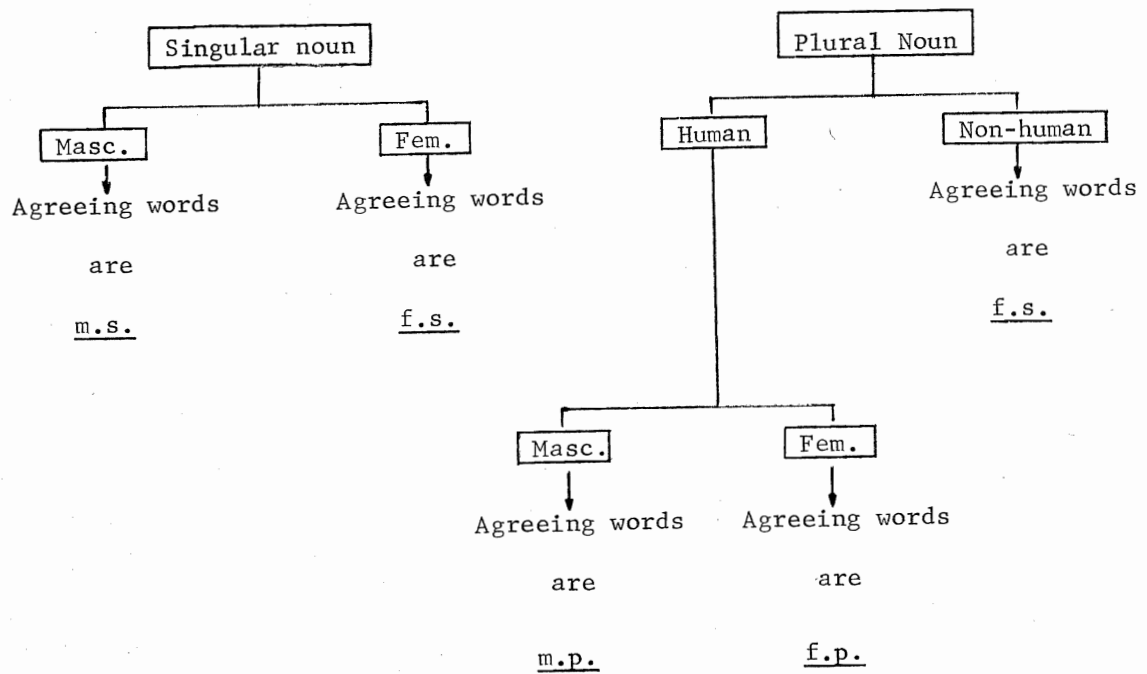 Singular noun
Masc.
Agreeing words
are
m.s.
Fem.
Agreeing words
are
f.s.
Plural Noun
Human
Masc.
Agreeing words
are
m.p.
Fem.
Agreeing words
are
f.p.
Non-human
Agreeing words
are
f.s.